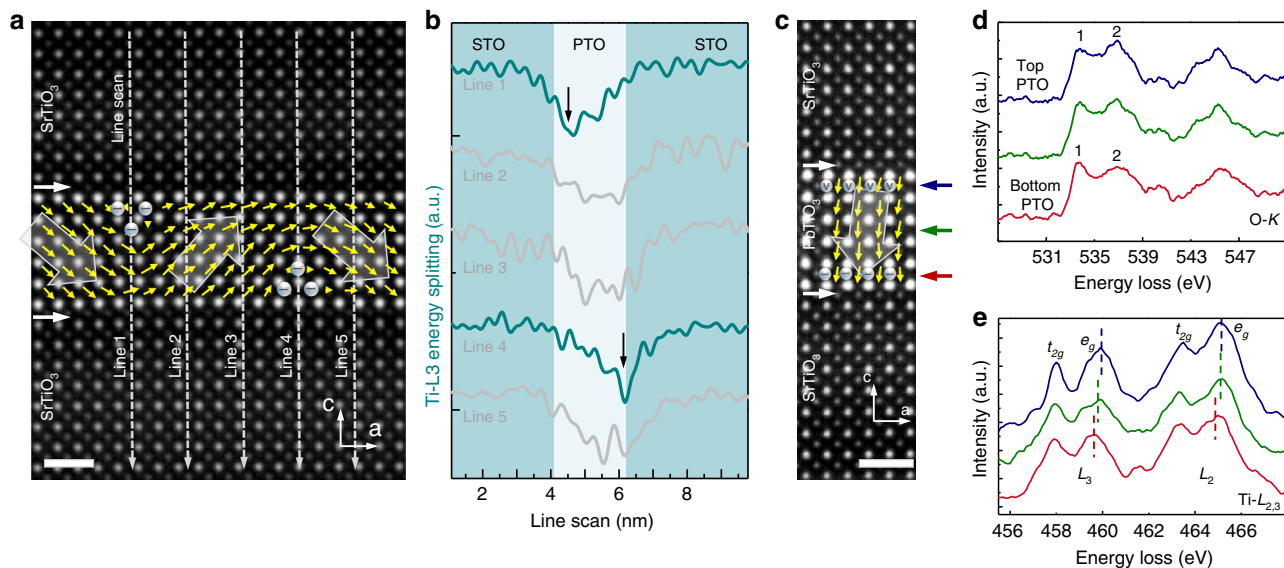 a
SrTiO3
Line scan
Line 1
Line 2
Line 3
Line 4
Line 5
SrTiO3
c
a
b
STO
PTO
STO
Line 1
Line 2
Line 3
Line 4
Line 5
Ti-L3 energy splitting (a.u.)
2
4
6
8
Line scan (nm)
c
SrTiO3
V V V V
PbTiO3
SrTiO3
c
a
d
1
2
Top
PTO
1
2
Bottom
PTO
O-K
Intensity (a.u.)
531
535
539
543
547
Energy loss (eV)
e
t2g
eg
t2g
eg
L3
L2
Ti-L2,3
Intensity (a.u.)
456
458
460
462
464
466
Energy loss (eV)